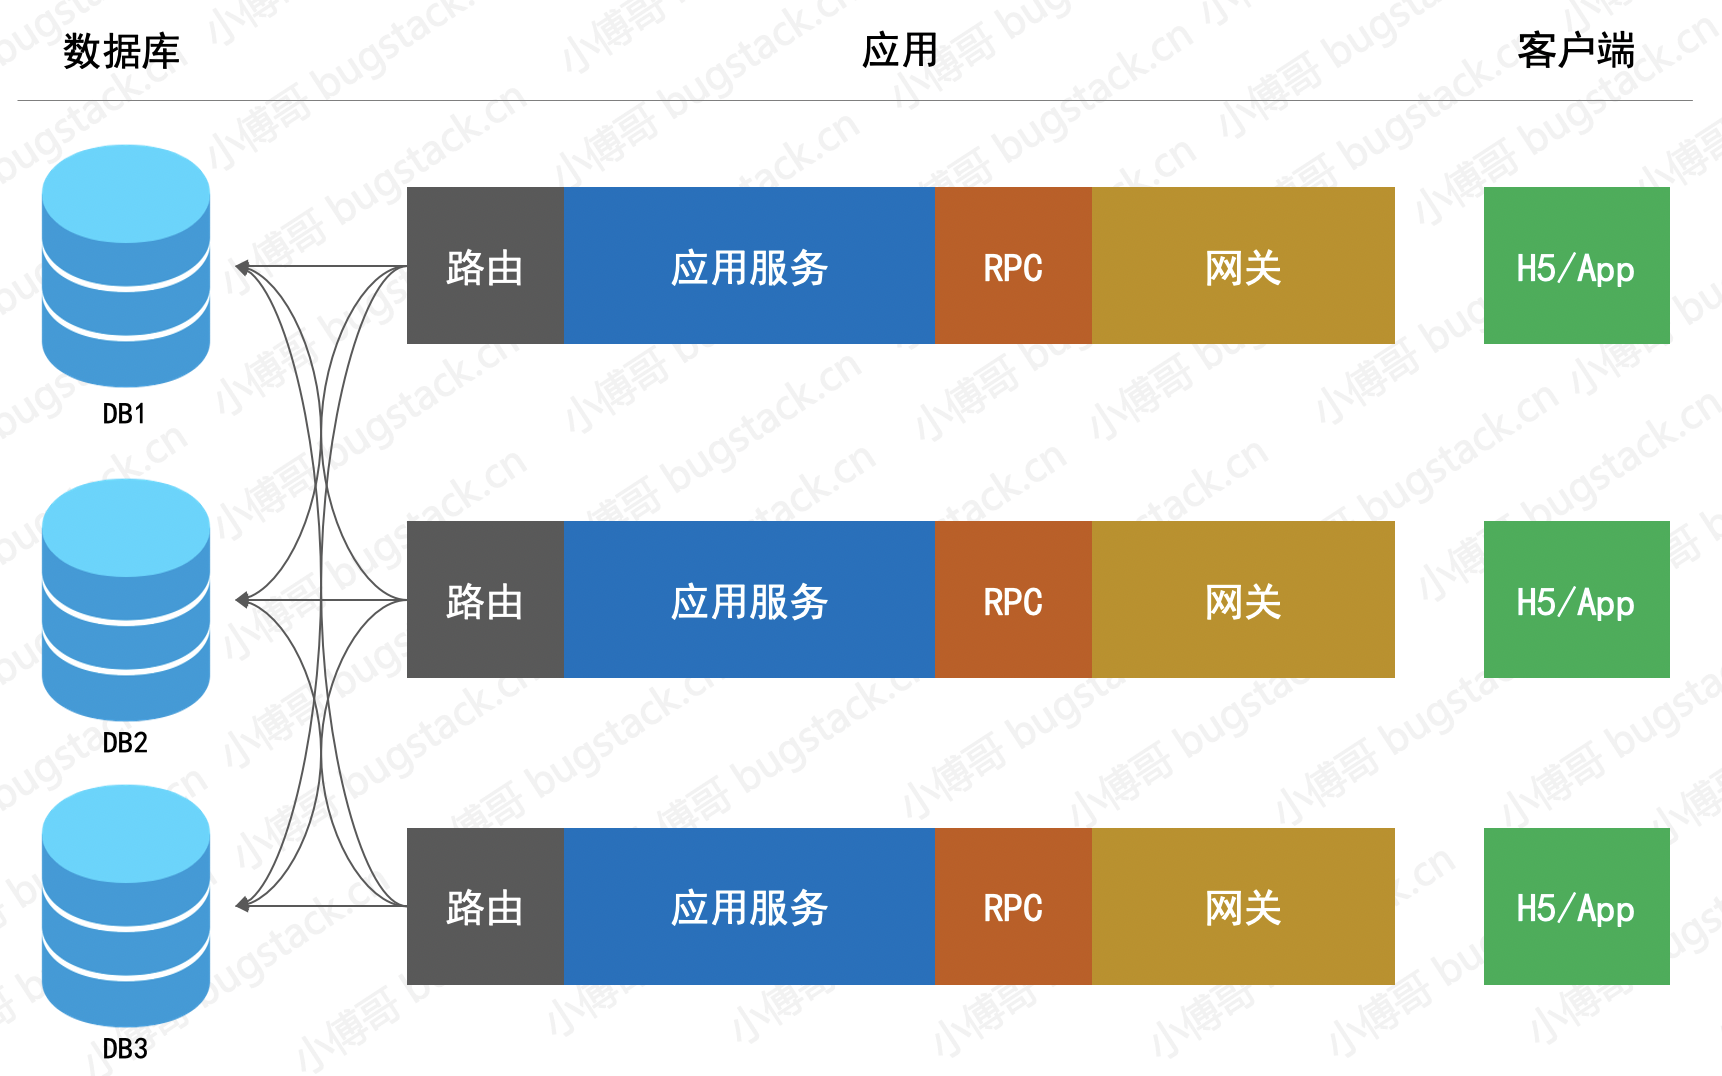 数据库 应用 客户端
路由 应用服务 RPC 网关 H5/App
DB1
路由 应用服务 RPC 网关 H5/App
DB2
路由 应用服务 RPC 网关 H5/App
DB3
小傅哥 bugstack.cn